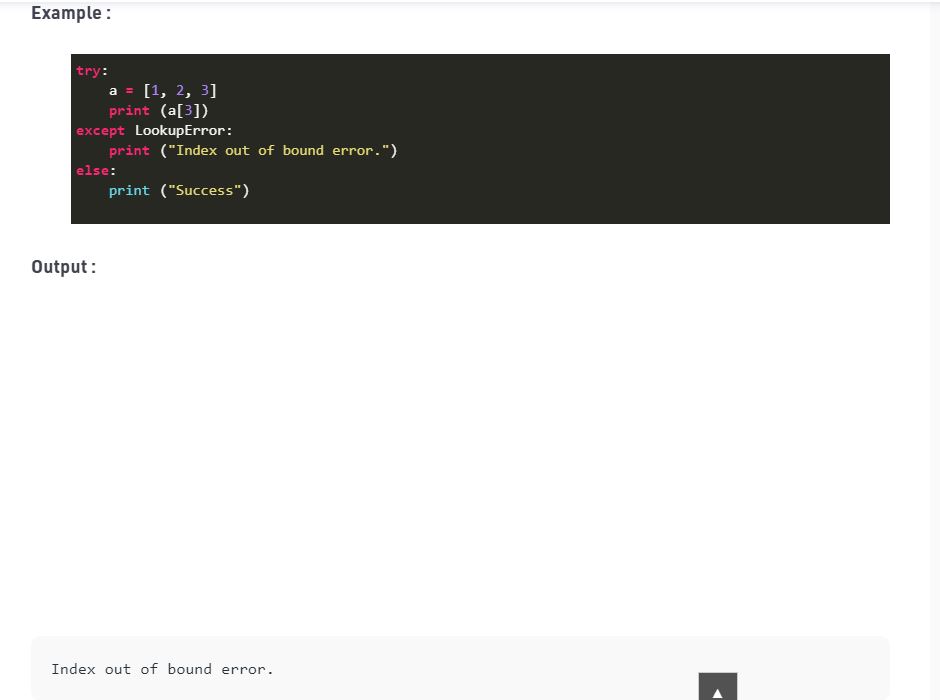 Example :
try:
    a = [1, 2, 3]
    print (a[3])
except LookupError:
    print ("Index out of bound error.")
else:
    print ("Success")
Output :
Index out of bound error.